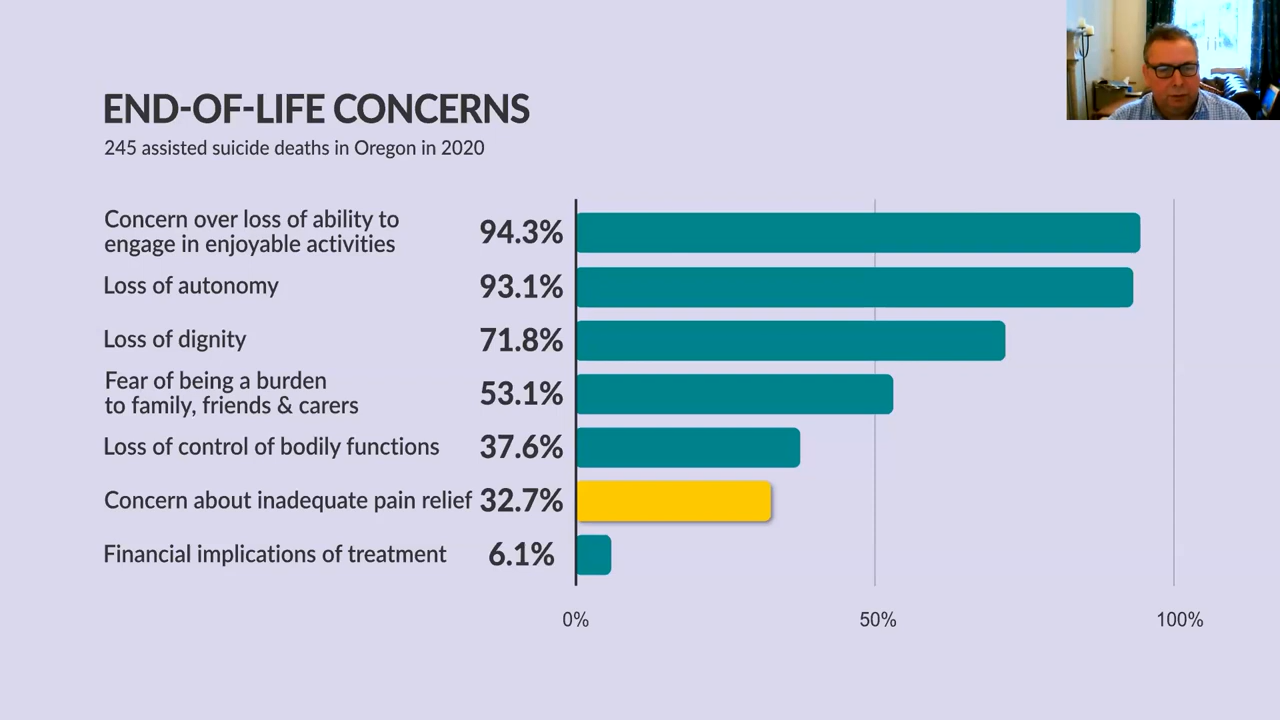 END-OF-LIFE CONCERNS
245 assisted suicide deaths in Oregon in 2020
Concern over loss of ability to
engage in enjoyable activities
94.3%
Loss of autonomy 93.1%
Loss of dignity 71.8%
Fear of being a burden
to family, friends & carers
53.1%
Loss of control of bodily functions 37.6%
Concern about inadequate pain relief 32.7%
Financial implications of treatment 6.1%
0% 50% 100%